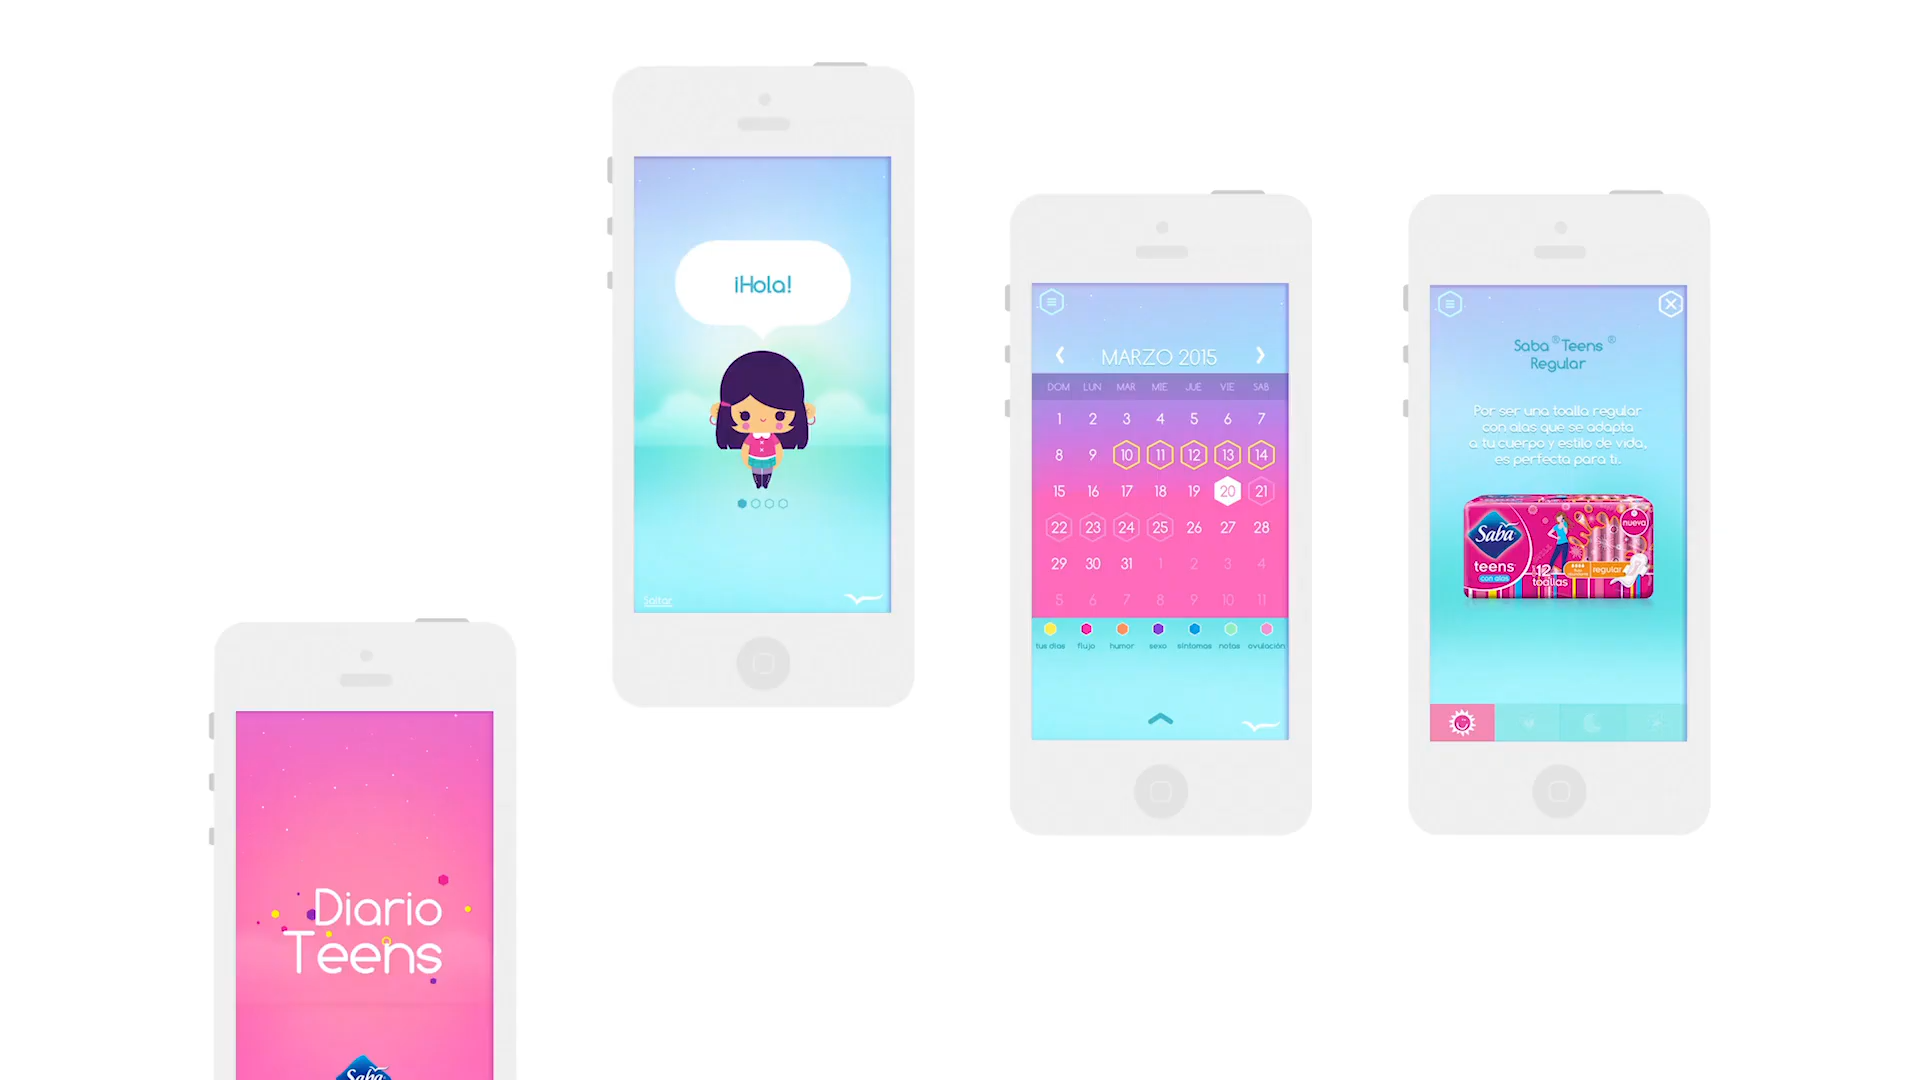 Diario
Teens
Saba
¡Hola!
Saltar
MARZO 2015
DOM LUN MAR MIE JUE VIE SAB
1 2 3 4 5 6 7
8 9 10 11 12 13 14
15 16 17 18 19 20 21
22 23 24 25 26 27 28
29 30 31 1 2 3 4
5 6 7 8 9 10 11
tus días flujo humor sexo síntomas notas ovulación
Saba® Teens®
Regular
Por ser una toalla regular
con alas que se adapta
a tu cuerpo y estilo de vida,
es perfecta para ti.
Saba
nueva
teens
con alas
12
toallas
regular